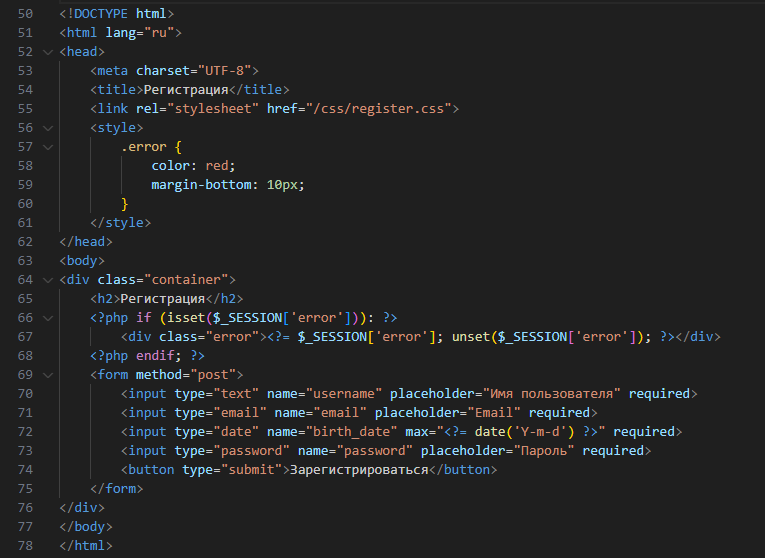 50 <!DOCTYPE html>
51 <html lang="ru">
52 <head>
53     <meta charset="UTF-8">
54     <title>Регистрация</title>
55     <link rel="stylesheet" href="/css/register.css">
56     <style>
57         .error {
58             color: red;
59             margin-bottom: 10px;
60         }
61     </style>
62 </head>
63 <body>
64 <div class="container">
65     <h2>Регистрация</h2>
66     <?php if (isset($_SESSION['error'])): ?>
67         <div class="error"><?= $_SESSION['error']; unset($_SESSION['error']); ?></div>
68     <?php endif; ?>
69     <form method="post">
70         <input type="text" name="username" placeholder="Имя пользователя" required>
71         <input type="email" name="email" placeholder="Email" required>
72         <input type="date" name="birth_date" max="<?= date('Y-m-d') ?>" required>
73         <input type="password" name="password" placeholder="Пароль" required>
74         <button type="submit">Зарегистрироваться</button>
75     </form>
76 </div>
77 </body>
78 </html>